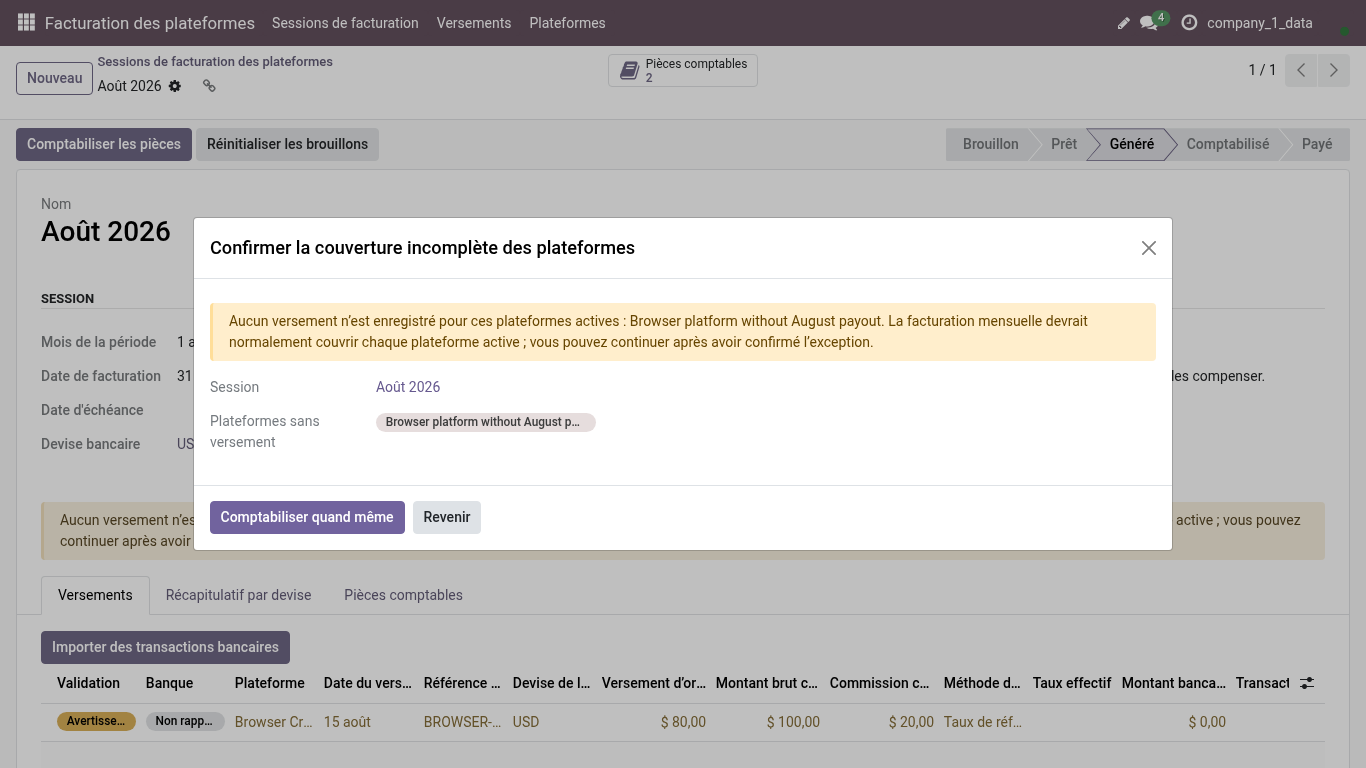 Facturation des plateformes
Sessions de facturation
Versements
Plateformes
4
company_1_data
Nouveau
Sessions de facturation des plateformes
Août 2026
Pièces comptables
2
1 / 1
Comptabiliser les pièces
Réinitialiser les brouillons
Brouillon
Prêt
Généré
Comptabilisé
Payé
Nom
Août 2026
Confirmer la couverture incomplète des plateformes
Aucun versement n’est enregistré pour ces plateformes actives : Browser platform without August payout. La facturation mensuelle devrait
normalement couvrir chaque plateforme active ; vous pouvez continuer après avoir confirmé l’exception.
Session
Août 2026
Plateformes sans
versement
Browser platform without August p...
Comptabiliser quand même
Revenir
SESSION
Mois de la période
1 a
Date de facturation
31
les compenser.
Date d'échéance
Devise bancaire
US
Aucun versement n’es
active ; vous pouvez
continuer après avoir
Versements
Récapitulatif par devise
Pièces comptables
Importer des transactions bancaires
Validation
Banque
Plateforme
Date du vers...
Référence ...
Devise de l...
Versement d'or...
Montant brut c...
Commission c...
Méthode d...
Taux effectif
Montant banca...
Transact
Avertisse...
Non rapp...
Browser Cr...
15 août
BROWSER-...
USD
$ 80,00
$ 100,00
$ 20,00
Taux de réf...
$ 0,00